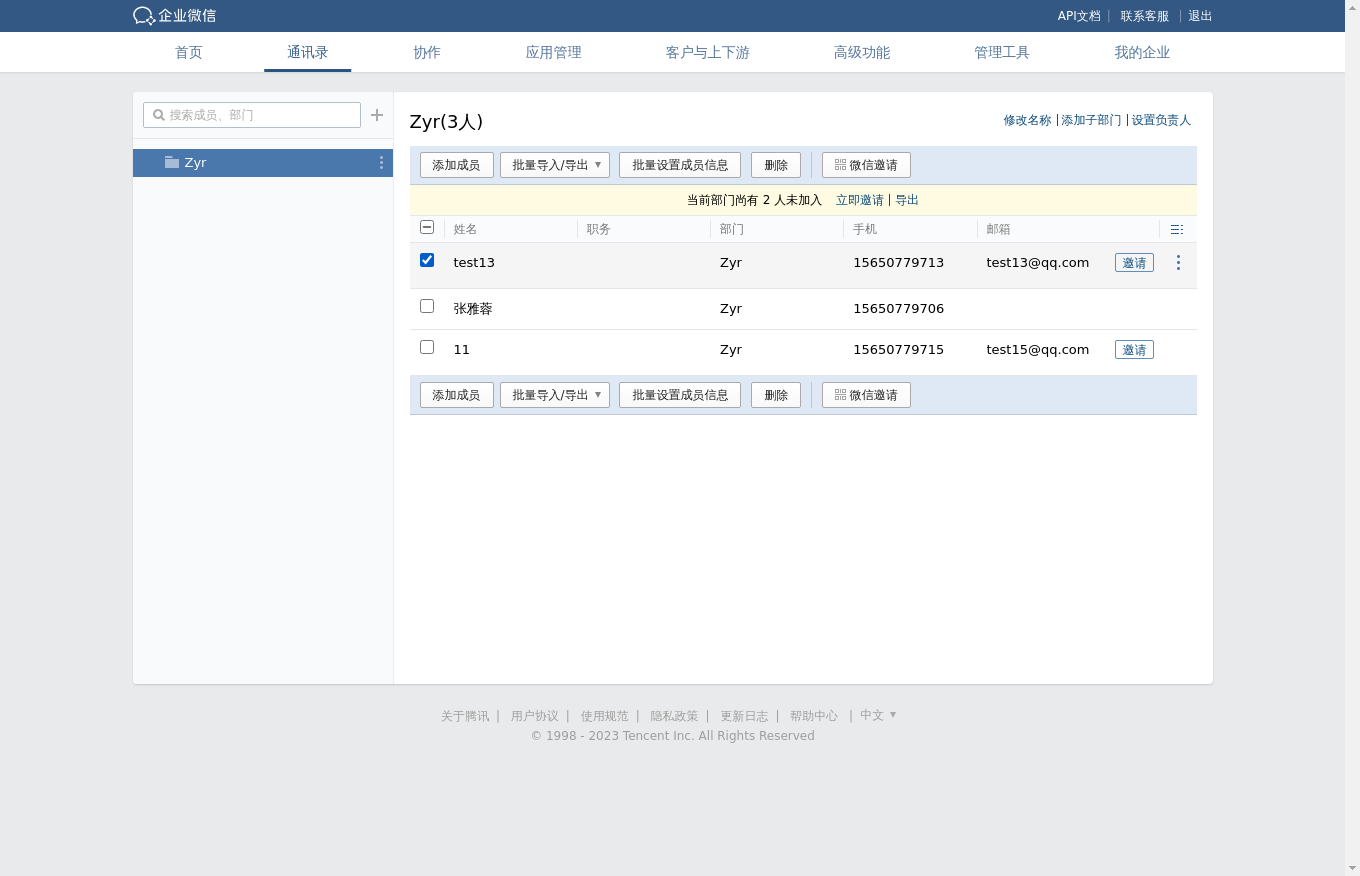 企业微信
API文档 | 联系客服 | 退出
首页 通讯录 协作 应用管理 客户与上下游 高级功能 管理工具 我的企业
搜索成员、部门
Zyr
Zyr(3人)
修改名称 | 添加子部门 | 设置负责人
添加成员 批量导入/导出 批量设置成员信息 删除 微信邀请
当前部门尚有 2 人未加入 立即邀请 | 导出
姓名 职务 部门 手机 邮箱
test13 Zyr 15650779713 test13@qq.com 邀请
张雅蓉 Zyr 15650779706
11 Zyr 15650779715 test15@qq.com 邀请
添加成员 批量导入/导出 批量设置成员信息 删除 微信邀请
关于腾讯 | 用户协议 | 使用规范 | 隐私政策 | 更新日志 | 帮助中心 | 中文
© 1998 - 2023 Tencent Inc. All Rights Reserved